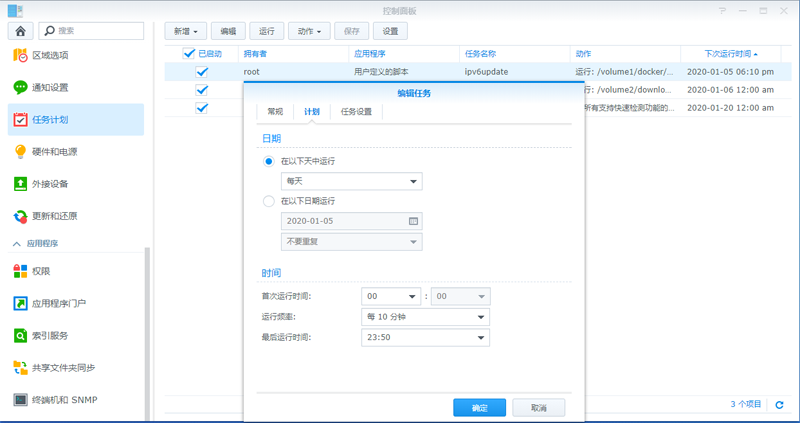 控制面板
搜索
新增 编辑 运行 动作 保存 设置
已启动 拥有者 应用程序 任务名称 动作 下次运行时间
root 用户定义的脚本 ipv6update 运行: /volume1/docker/... 2020-01-05 06:10 pm
行: /volume2/downlo... 2020-01-06 12:00 am
所有支持快速检测功能的... 2020-01-20 12:00 am
区域选项
通知设置
任务计划
硬件和电源
外接设备
更新和还原
应用程序
权限
应用程序门户
索引服务
共享文件夹同步
终端机和 SNMP
编辑任务
常规 计划 任务设置
日期
在以下天中运行
每天
在以下日期运行
2020-01-05
不要重复
时间
首次运行时间: 00 : 00
运行频率: 每 10 分钟
最后运行时间: 23:50
确定 取消
3 个项目